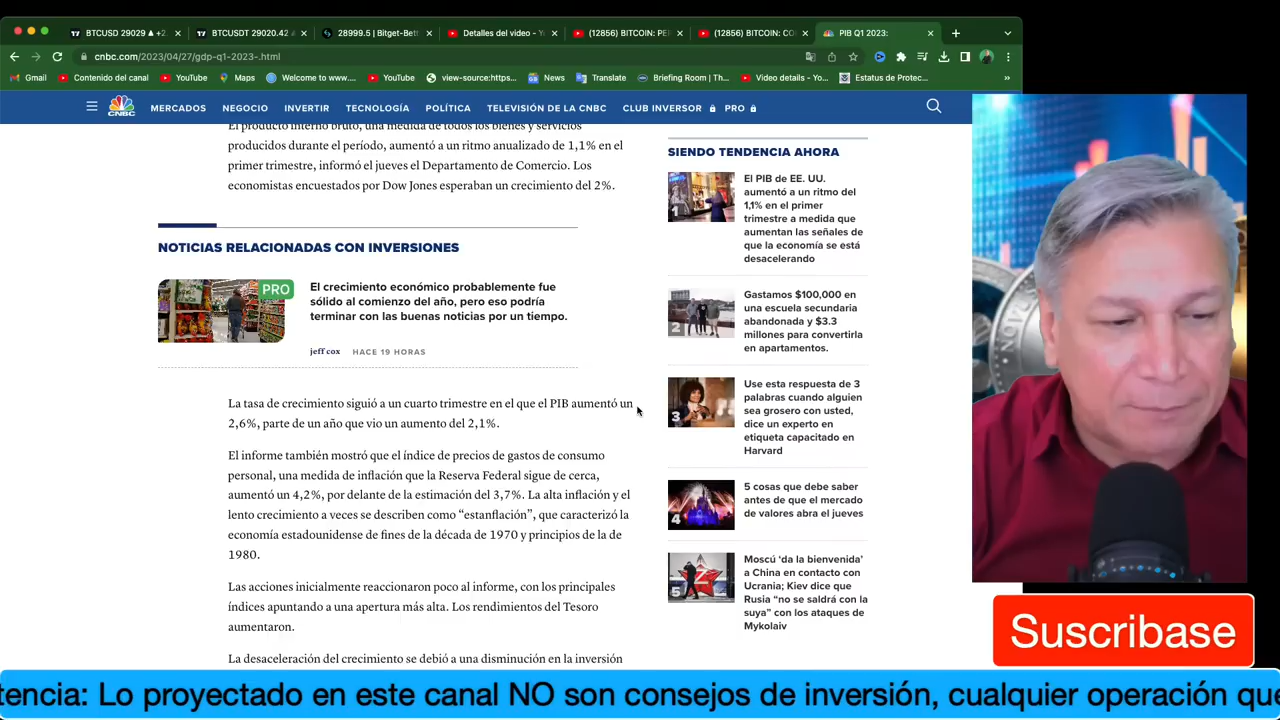 BTCUSD 29029 ▲ +2.
BTCUSDT 29020.42 ▲
28999.5 | Bitget-Bett
Detalles del video - Y
(12856) BITCOIN: PE
(12856) BITCOIN: CO
PIB Q1 2023:
cnbc.com/2023/04/27/gdp-q1-2023-.html
Gmail
Contenido del canal
YouTube
Maps
Welcome to www....
YouTube
view-source:https...
News
Translate
Briefing Room | Th...
Video details - Yo...
Estatus de Protec...
»
CNBC
MERCADOS
NEGOCIO
INVERTIR
TECNOLOGÍA
POLÍTICA
TELEVISIÓN DE LA CNBC
CLUB INVERSOR
PRO
El producto interno bruto, una medida de todos los bienes y servicios
producidos durante el período, aumentó a un ritmo anualizado de 1,1% en el
primer trimestre, informó el jueves el Departamento de Comercio. Los
economistas encuestados por Dow Jones esperaban un crecimiento del 2%.
NOTICIAS RELACIONADAS CON INVERSIONES
PRO
El crecimiento económico probablemente fue
sólido al comienzo del año, pero eso podría
terminar con las buenas noticias por un tiempo.
jeff cox HACE 19 HORAS
La tasa de crecimiento siguió a un cuarto trimestre en el que el PIB aumentó un
2,6%, parte de un año que vio un aumento del 2,1%.
El informe también mostró que el índice de precios de gastos de consumo
personal, una medida de inflación que la Reserva Federal sigue de cerca,
aumentó un 4,2%, por delante de la estimación del 3,7%. La alta inflación y el
lento crecimiento a veces se describen como “estanflación”, que caracterizó la
economía estadounidense de fines de la década de 1970 y principios de la de
1980.
Las acciones inicialmente reaccionaron poco al informe, con los principales
índices apuntando a una apertura más alta. Los rendimientos del Tesoro
aumentaron.
La desaceleración del crecimiento se debió a una disminución en la inversión
SIENDO TENDENCIA AHORA
1
El PIB de EE. UU.
aumentó a un ritmo del
1,1% en el primer
trimestre a medida que
aumentan las señales de
que la economía se está
desacelerando
2
Gastamos $100,000 en
una escuela secundaria
abandonada y $3.3
millones para convertirla
en apartamentos.
3
Use esta respuesta de 3
palabras cuando alguien
sea grosero con usted,
dice un experto en
etiqueta capacitado en
Harvard
4
5 cosas que debe saber
antes de que el mercado
de valores abra el jueves
5
Moscú ‘da la bienvenida’
a China en contacto con
Ucrania; Kiev dice que
Rusia “no se saldrá con la
suya” con los ataques de
Mykolaiv
Suscribase
tencia: Lo proyectado en este canal NO son consejos de inversión, cualquier operación que